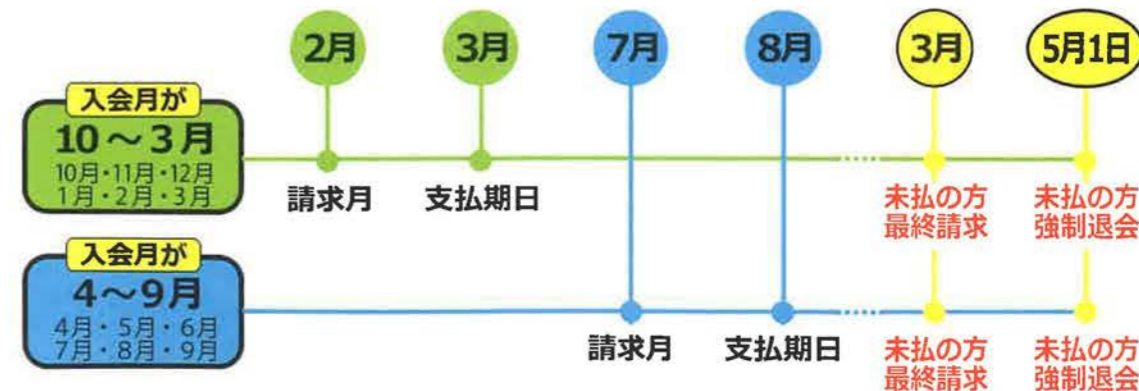 2月
3月
7月
8月
3月
5月1日
入会月が
10～3月
10月・11月・12月
1月・2月・3月
請求月
支払期日
未払の方
最終請求
未払の方
強制退会
入会月が
4～9月
4月・5月・6月
7月・8月・9月
請求月
支払期日
未払の方
最終請求
未払の方
強制退会